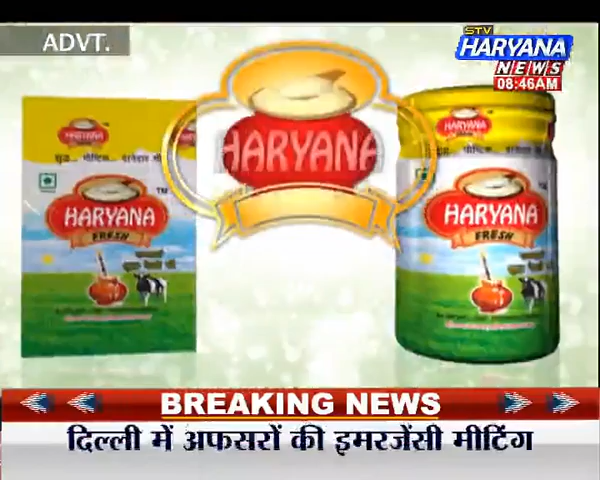 ADVT.
STV
HARYANA
NEWS
08:46AM
HARYANA
HARYANA
शुद्ध... पौष्टिक...
HARYANA
FRESH
HARYANA
HARYANA
FRESH
BREAKING NEWS
दिल्ली में अफसरों की इमरजेंसी मीटिंग